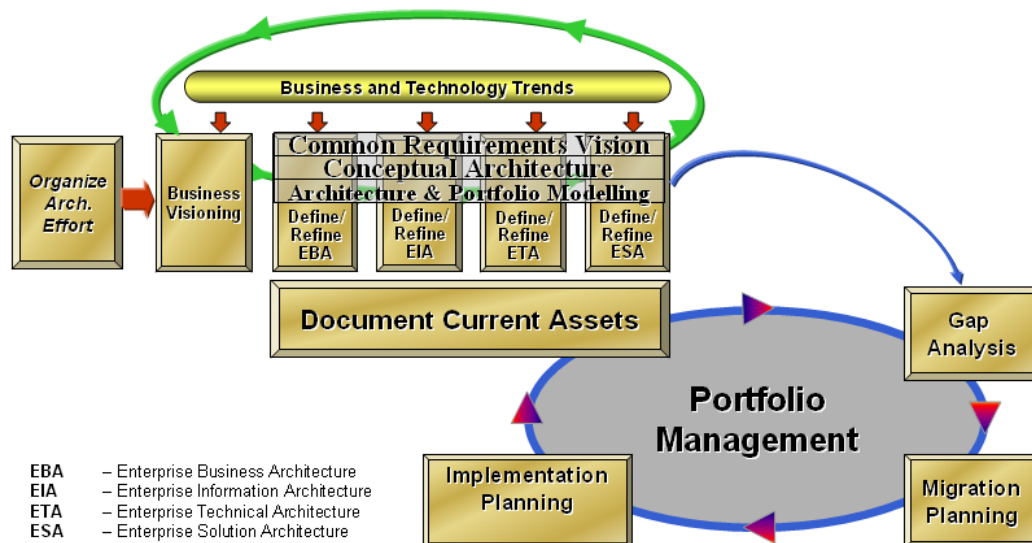 Business and Technology Trends
Organize
Arch.
Effort
Business
Visioning
Common Requirements Vision
Conceptual Architecture
Architecture & Portfolio Modelling
Define/
Refine
EBA
Define/
Refine
EIA
Define/
Refine
ETA
Define/
Refine
ESA
Document Current Assets
Gap
Analysis
Portfolio
Management
Implementation
Planning
Migration
Planning
EBA – Enterprise Business Architecture
EIA – Enterprise Information Architecture
ETA – Enterprise Technical Architecture
ESA – Enterprise Solution Architecture